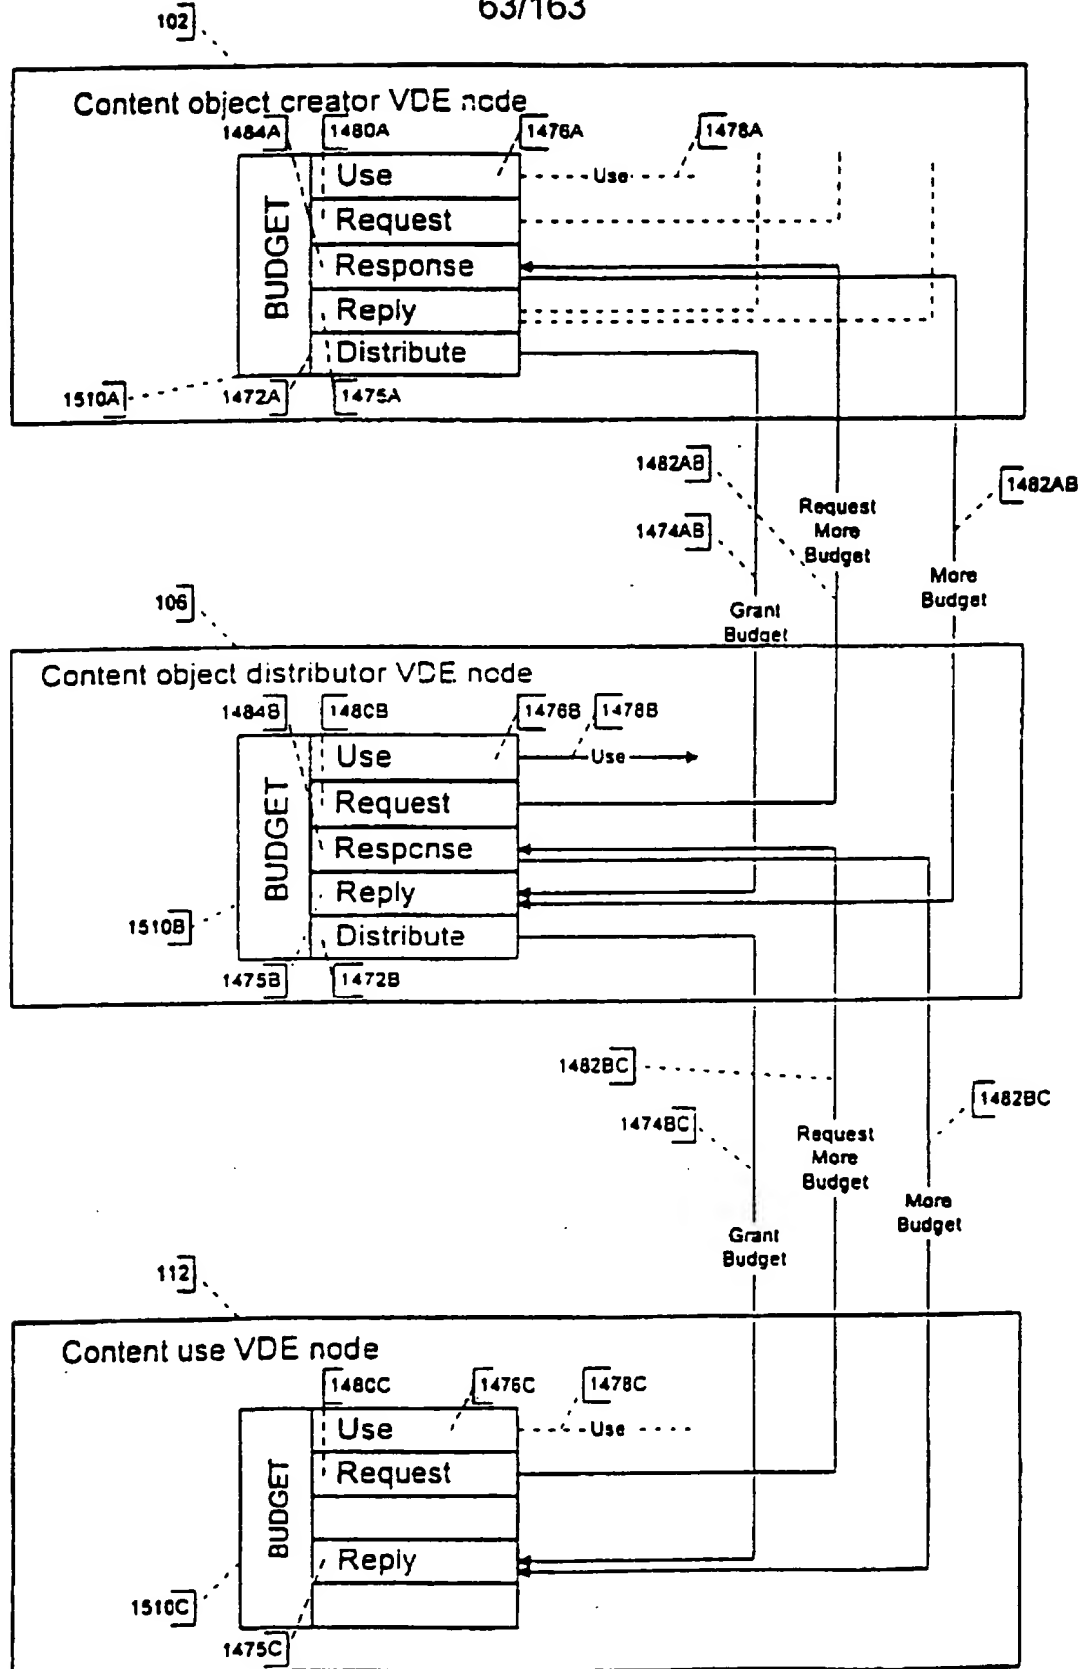 63/163
102
Content object creator VDE node
1484A
1480A
1476A
1478A
BUDGET
Use
Use
Request
Response
Reply
Distribute
1510A
1472A
1475A
1482AB
1482AB
Request
More
Budget
1474AB
More
Budget
Grant
Budget
106
Content object distributor VDE node
1484B
1480B
1476B
1478B
BUDGET
Use
Use
Request
Response
Reply
Distribute
1510B
1475B
1472B
1482BC
1482BC
1474BC
Request
More
Budget
More
Budget
Grant
Budget
112
Content use VDE node
1480C
1476C
1478C
BUDGET
Use
Use
Request
Reply
1510C
1475C